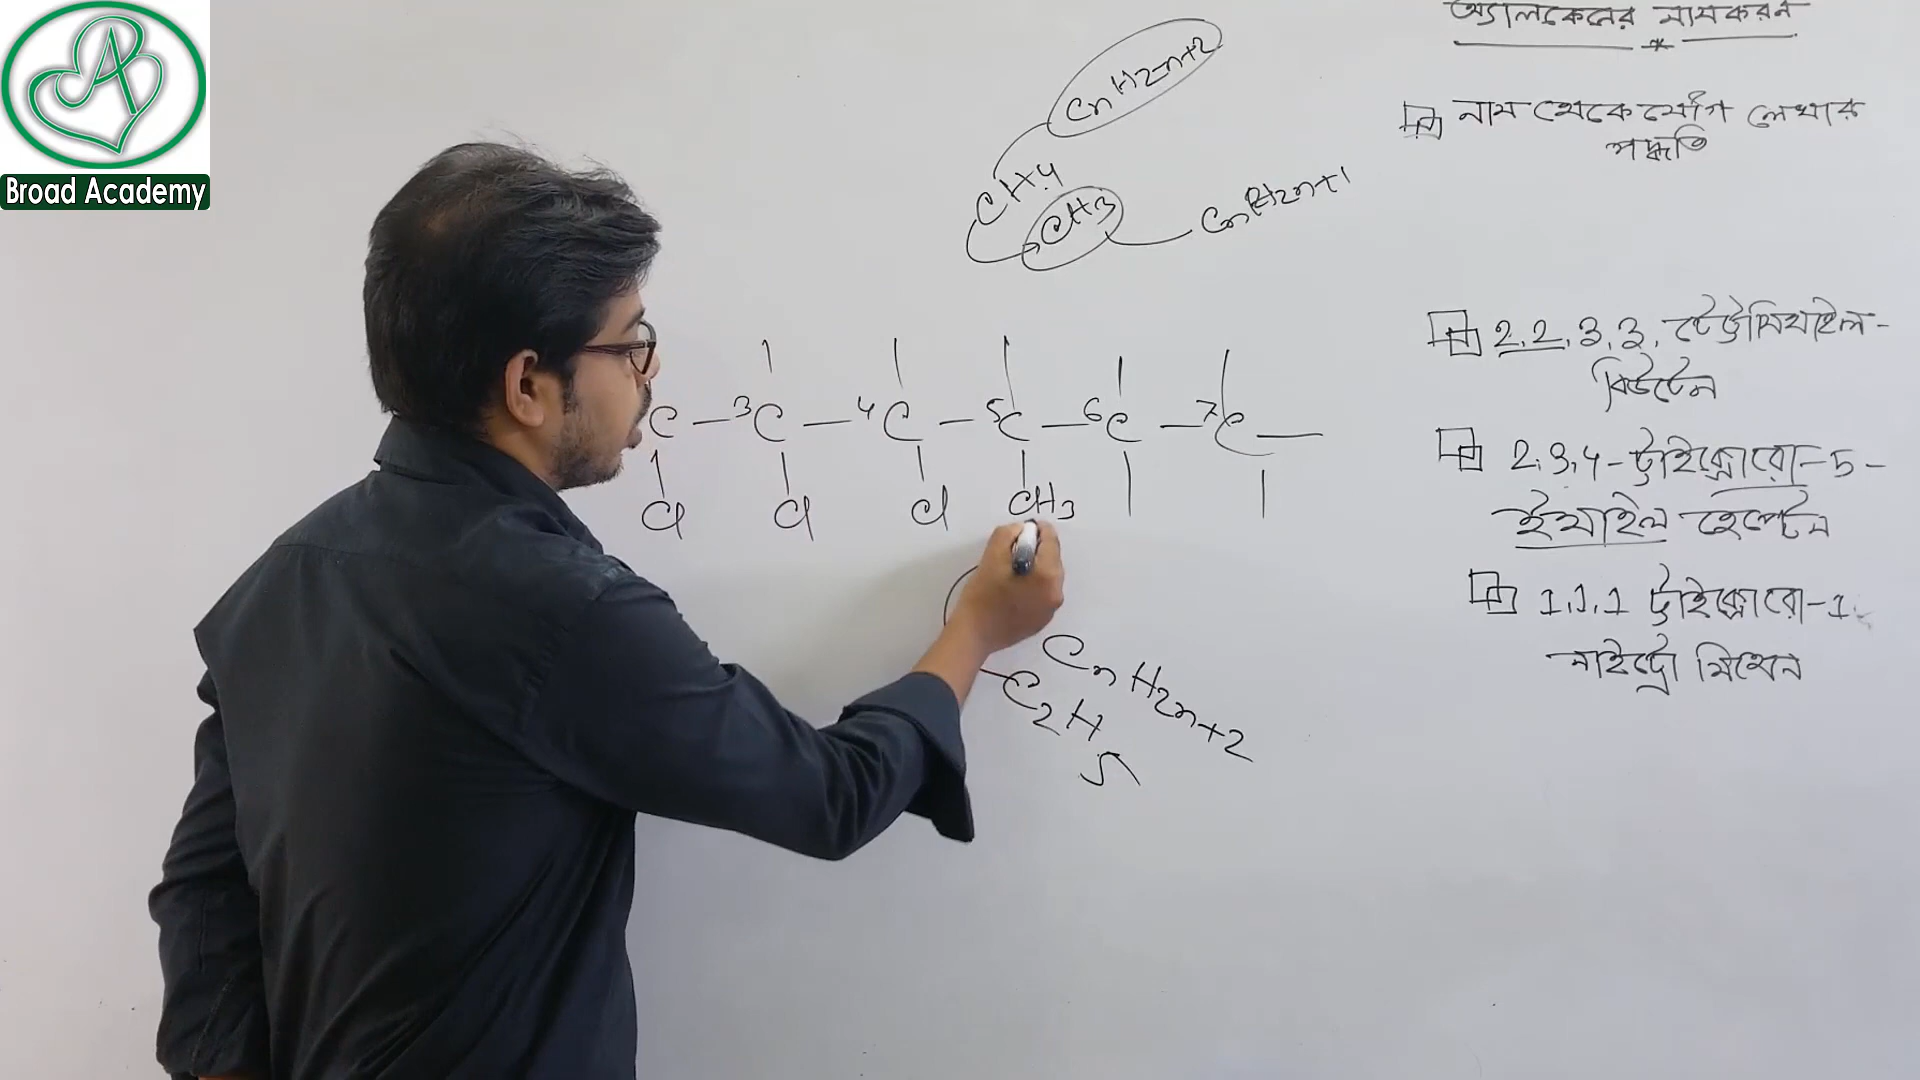 Broad Academy
অ্যালকেনের নামকরন
নাম থেকে যৌগ লেখার
পদ্ধতি
CnH2n+2
CH4
CH3
CnH2n+1
2,2,3,3, টেট্রামিথাইল-
বিউটেন
2,3,4-ট্রাইক্লোরো-5-
ইথাইল হেপ্টেন
1,1,1 ট্রাইক্লোরো-1
নাইট্রো মিথেন
C-3C-4C-5C-6C-7C-
Cl Cl Cl CH3
CnH2n+2
C2H5